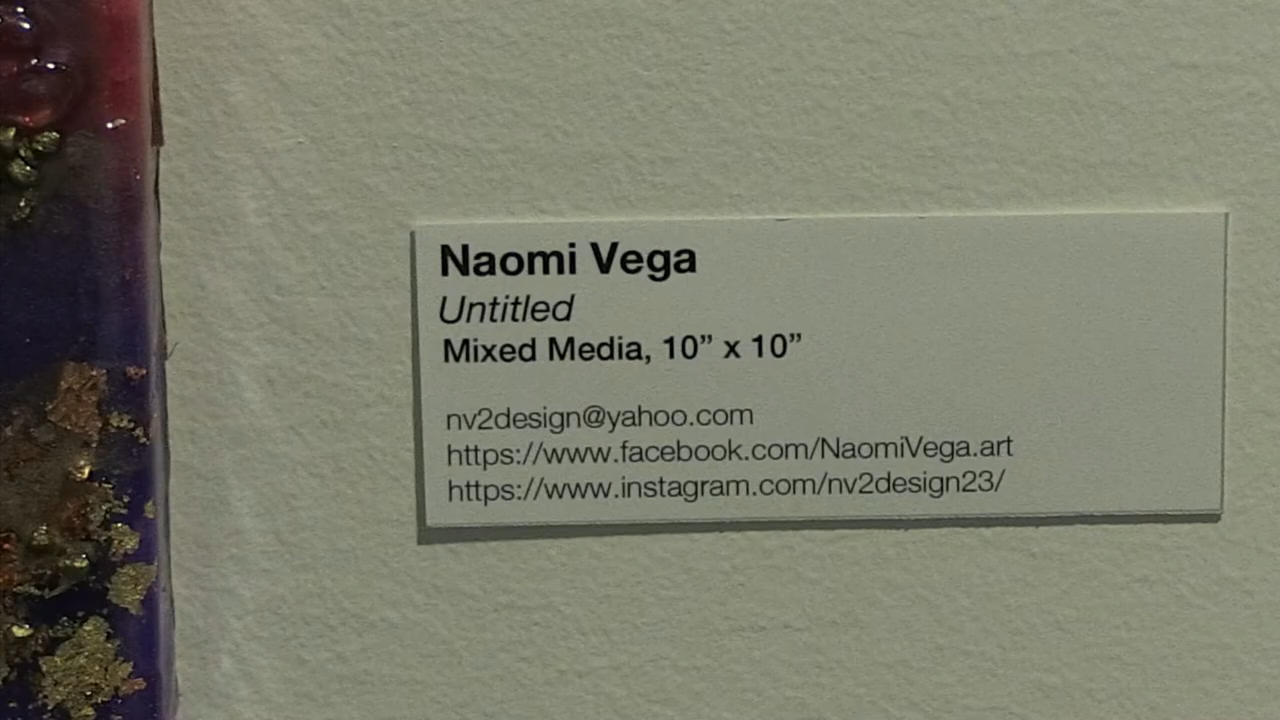 Naomi Vega
Untitled
Mixed Media, 10” x 10”
nv2design@yahoo.com
https://www.facebook.com/NaomiVega.art
https://www.instagram.com/nv2design23/